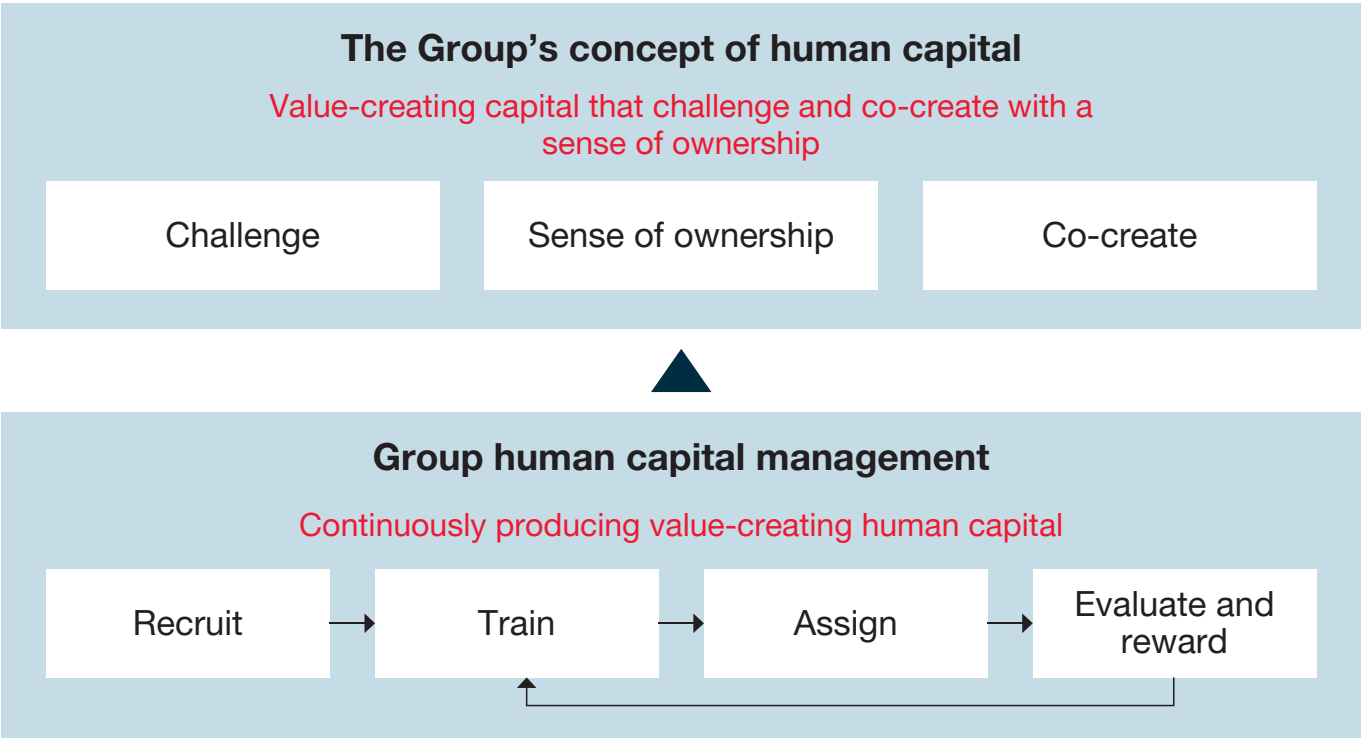 The Group’s concept of human capital
Value-creating capital that challenge and co-create with a
sense of ownership
Challenge
Sense of ownership
Co-create
Group human capital management
Continuously producing value-creating human capital
Recruit
Train
Assign
Evaluate and
reward